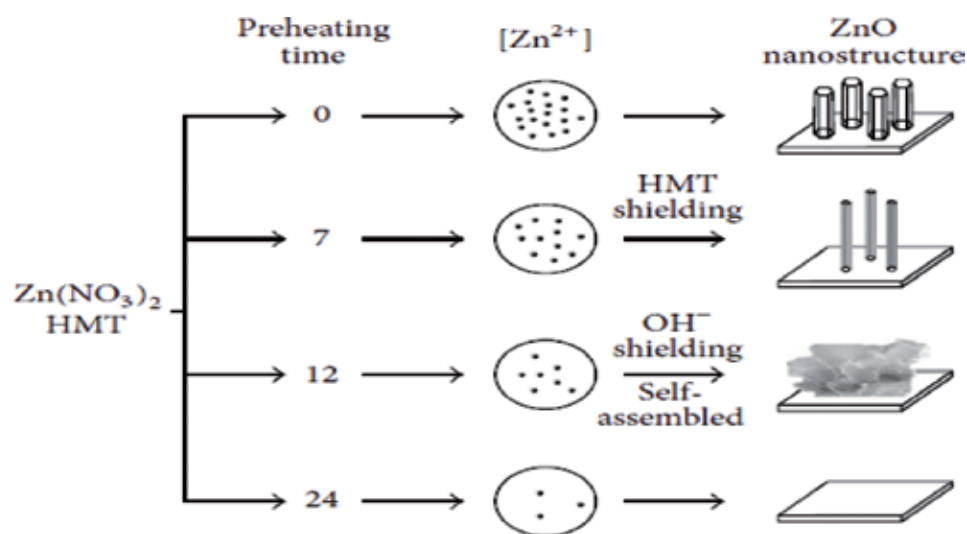 Preheating
time
[Zn²⁺]
ZnO
nanostructure
0
HMT
shielding
7
Zn(NO₃)₂
HMT
OH⁻
shielding
12
Self-
assembled
24